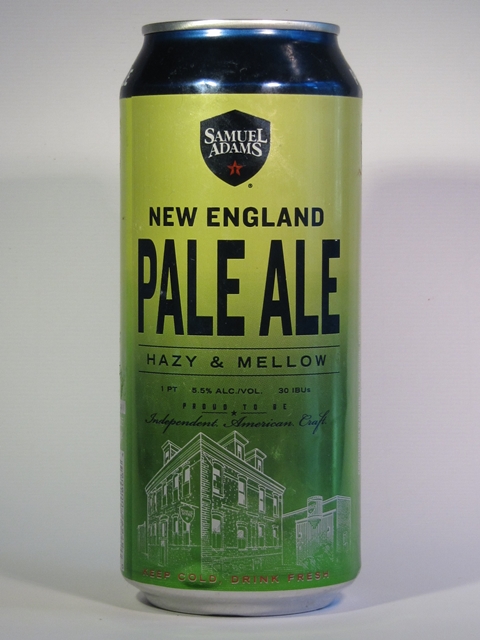 SAMUEL
ADAMS
®
NEW ENGLAND
PALE ALE
HAZY & MELLOW
1 PT 5.5% ALC./VOL. 30 IBUs
PROUD TO BE
Independent. American. Craft.
KEEP COLD DRINK FRESH